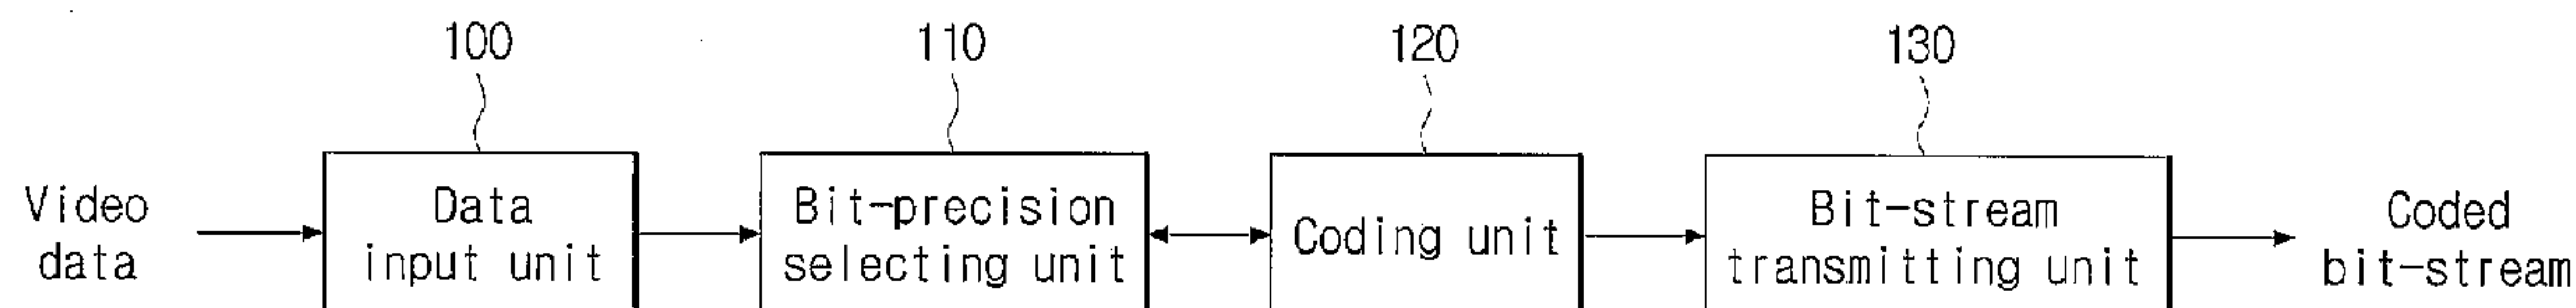 100
110
120
130
Video
data
Data
input unit
Bit-precision
selecting unit
Coding unit
Bit-stream
transmitting unit
Coded
bit-stream